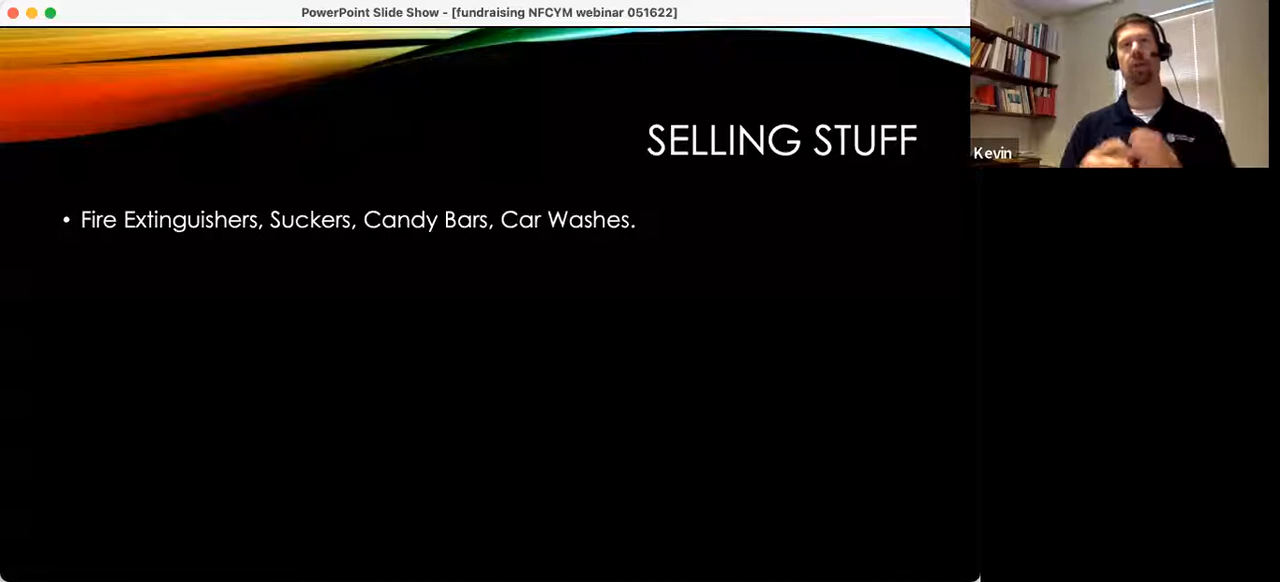 PowerPoint Slide Show - [fundraising NFCYM webinar 051622]
SELLING STUFF
• Fire Extinguishers, Suckers, Candy Bars, Car Washes.
Kevin